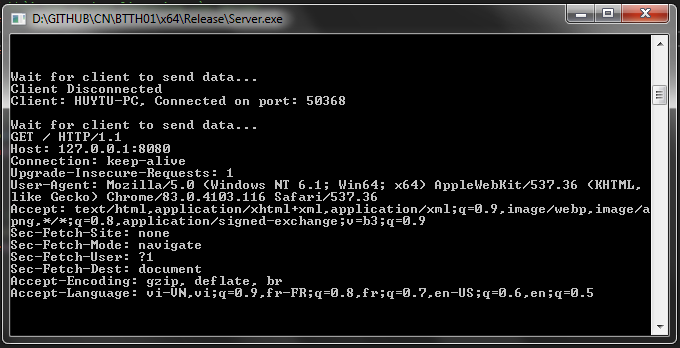 D:\GITHUB\CN\BTTH01\x64\Release\Server.exe
Wait for client to send data...
Client Disconnected
Client: HUYTU-PC, Connected on port: 50368
Wait for client to send data...
GET / HTTP/1.1
Host: 127.0.0.1:8080
Connection: keep-alive
Upgrade-Insecure-Requests: 1
User-Agent: Mozilla/5.0 (Windows NT 6.1; Win64; x64) AppleWebKit/537.36 (KHTML,
like Gecko) Chrome/83.0.4103.116 Safari/537.36
Accept: text/html,application/xhtml+xml,application/xml;q=0.9,image/webp,image/a
png,*/*;q=0.8,application/signed-exchange;v=b3;q=0.9
Sec-Fetch-Site: none
Sec-Fetch-Mode: navigate
Sec-Fetch-User: ?1
Sec-Fetch-Dest: document
Accept-Encoding: gzip, deflate, br
Accept-Language: vi-VN,vi;q=0.9,fr-FR;q=0.8,fr;q=0.7,en-US;q=0.6,en;q=0.5